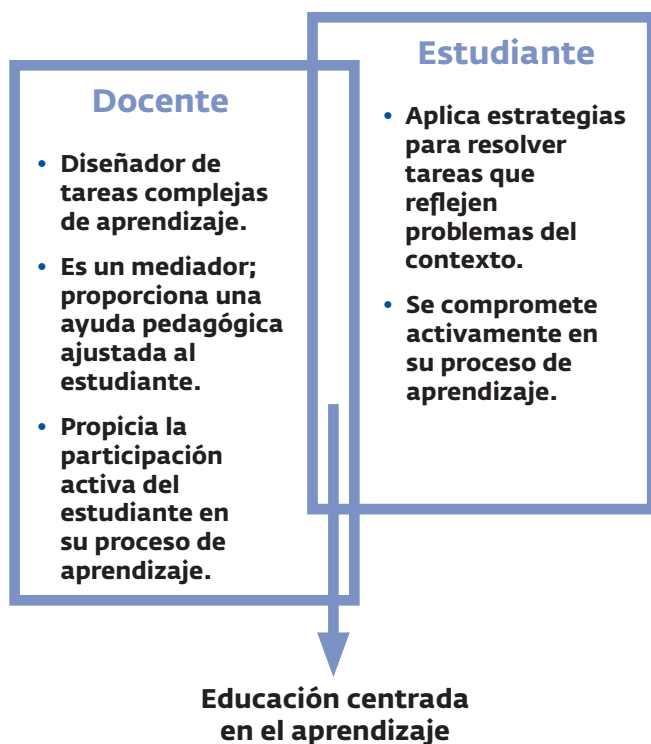 Docente
• Diseñador de
tareas complejas
de aprendizaje.
• Es un mediador;
proporciona una
ayuda pedagógica
ajustada al
estudiante.
• Propicia la
participación
activa del
estudiante en
su proceso de
aprendizaje.
Estudiante
• Aplica estrategias
para resolver
tareas que
reflejen
problemas del
contexto.
• Se compromete
activamente en
su proceso de
aprendizaje.
Educación centrada
en el aprendizaje